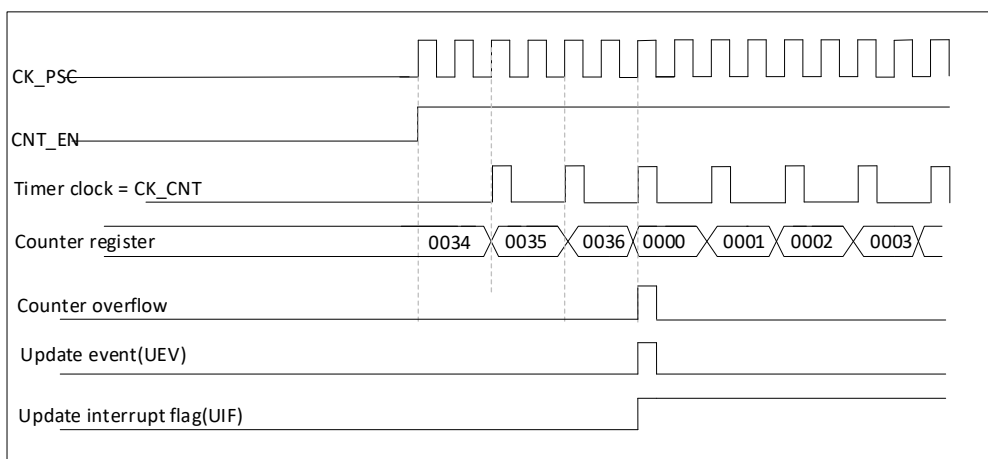 CK_PSC
CNT_EN
Timer clock = CK_CNT
Counter register 0034 0035 0036 0000 0001 0002 0003
Counter overflow
Update event(UEV)
Update interrupt flag(UIF)